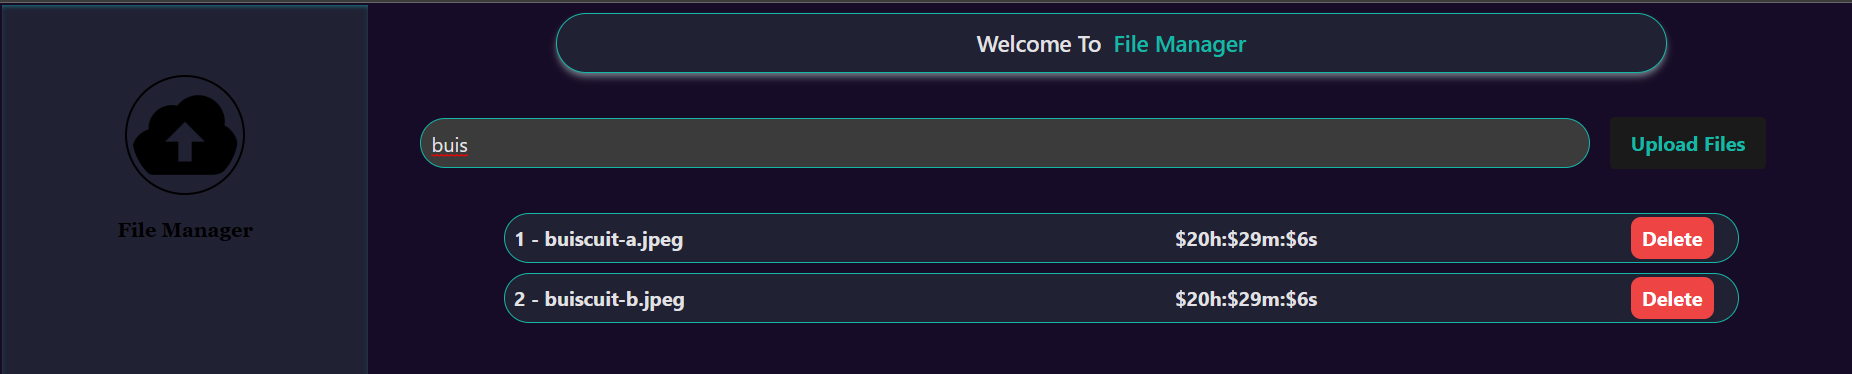 Welcome To File Manager
buis
Upload Files
File Manager
1 - buiscuit-a.jpeg $20h:$29m:$6s Delete
2 - buiscuit-b.jpeg $20h:$29m:$6s Delete